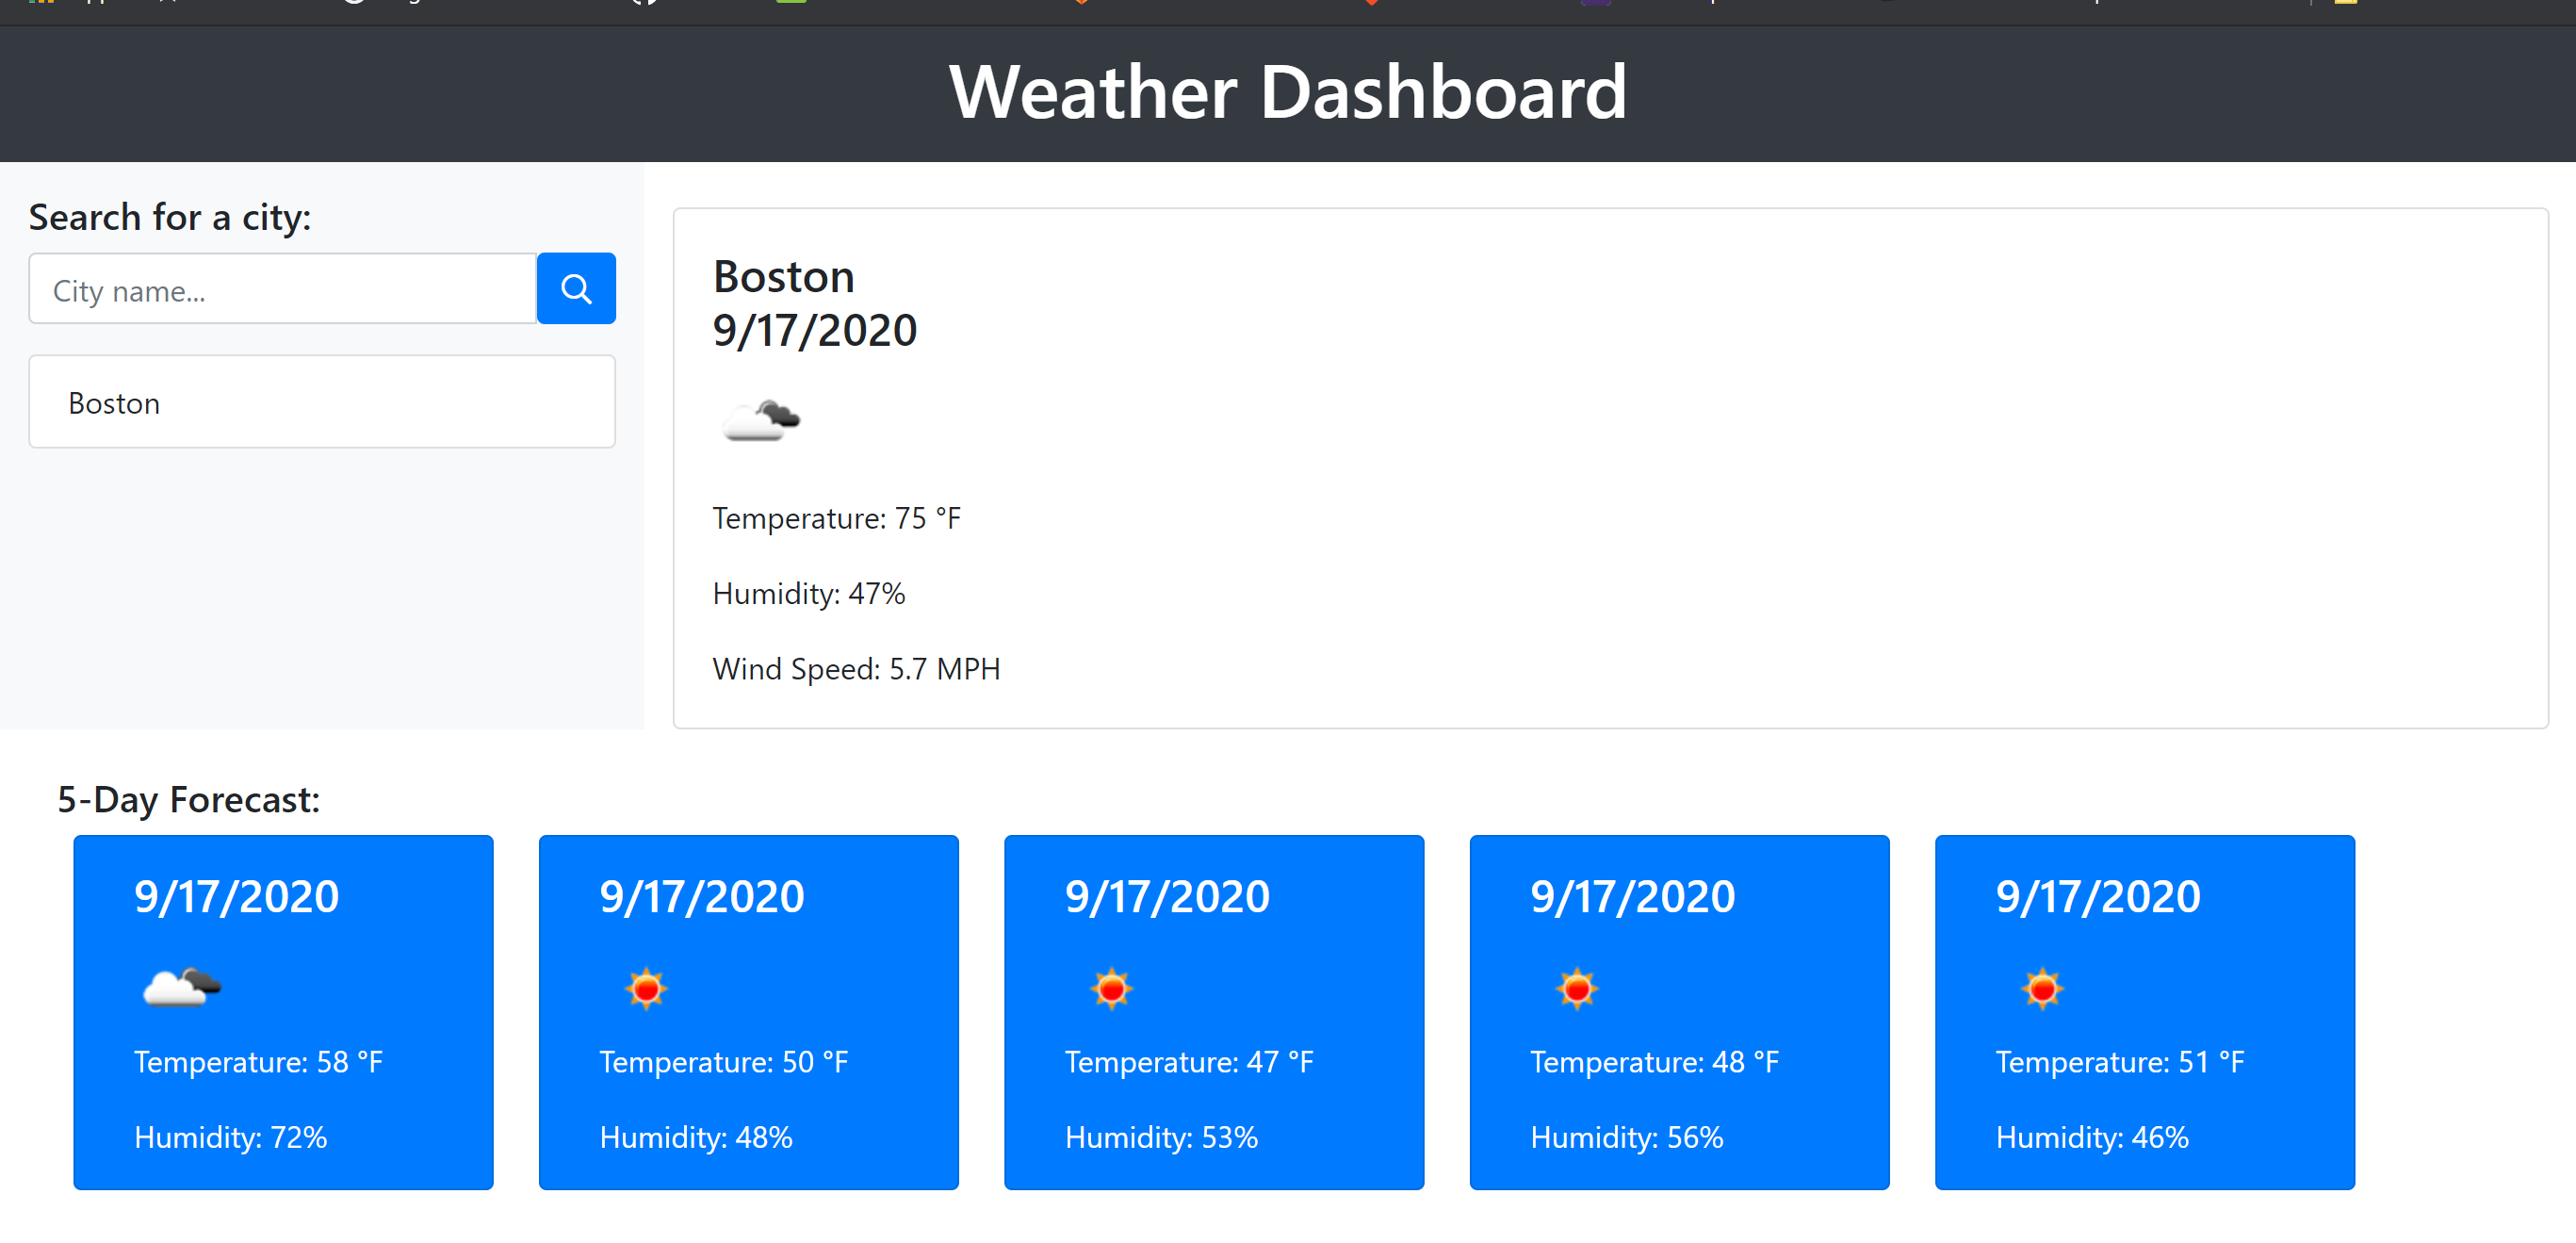 Weather Dashboard
Search for a city:
City name...
Boston
Boston
9/17/2020
Temperature: 75 °F
Humidity: 47%
Wind Speed: 5.7 MPH
5-Day Forecast:
9/17/2020
Temperature: 58 °F
Humidity: 72%
9/17/2020
Temperature: 50 °F
Humidity: 48%
9/17/2020
Temperature: 47 °F
Humidity: 53%
9/17/2020
Temperature: 48 °F
Humidity: 56%
9/17/2020
Temperature: 51 °F
Humidity: 46%